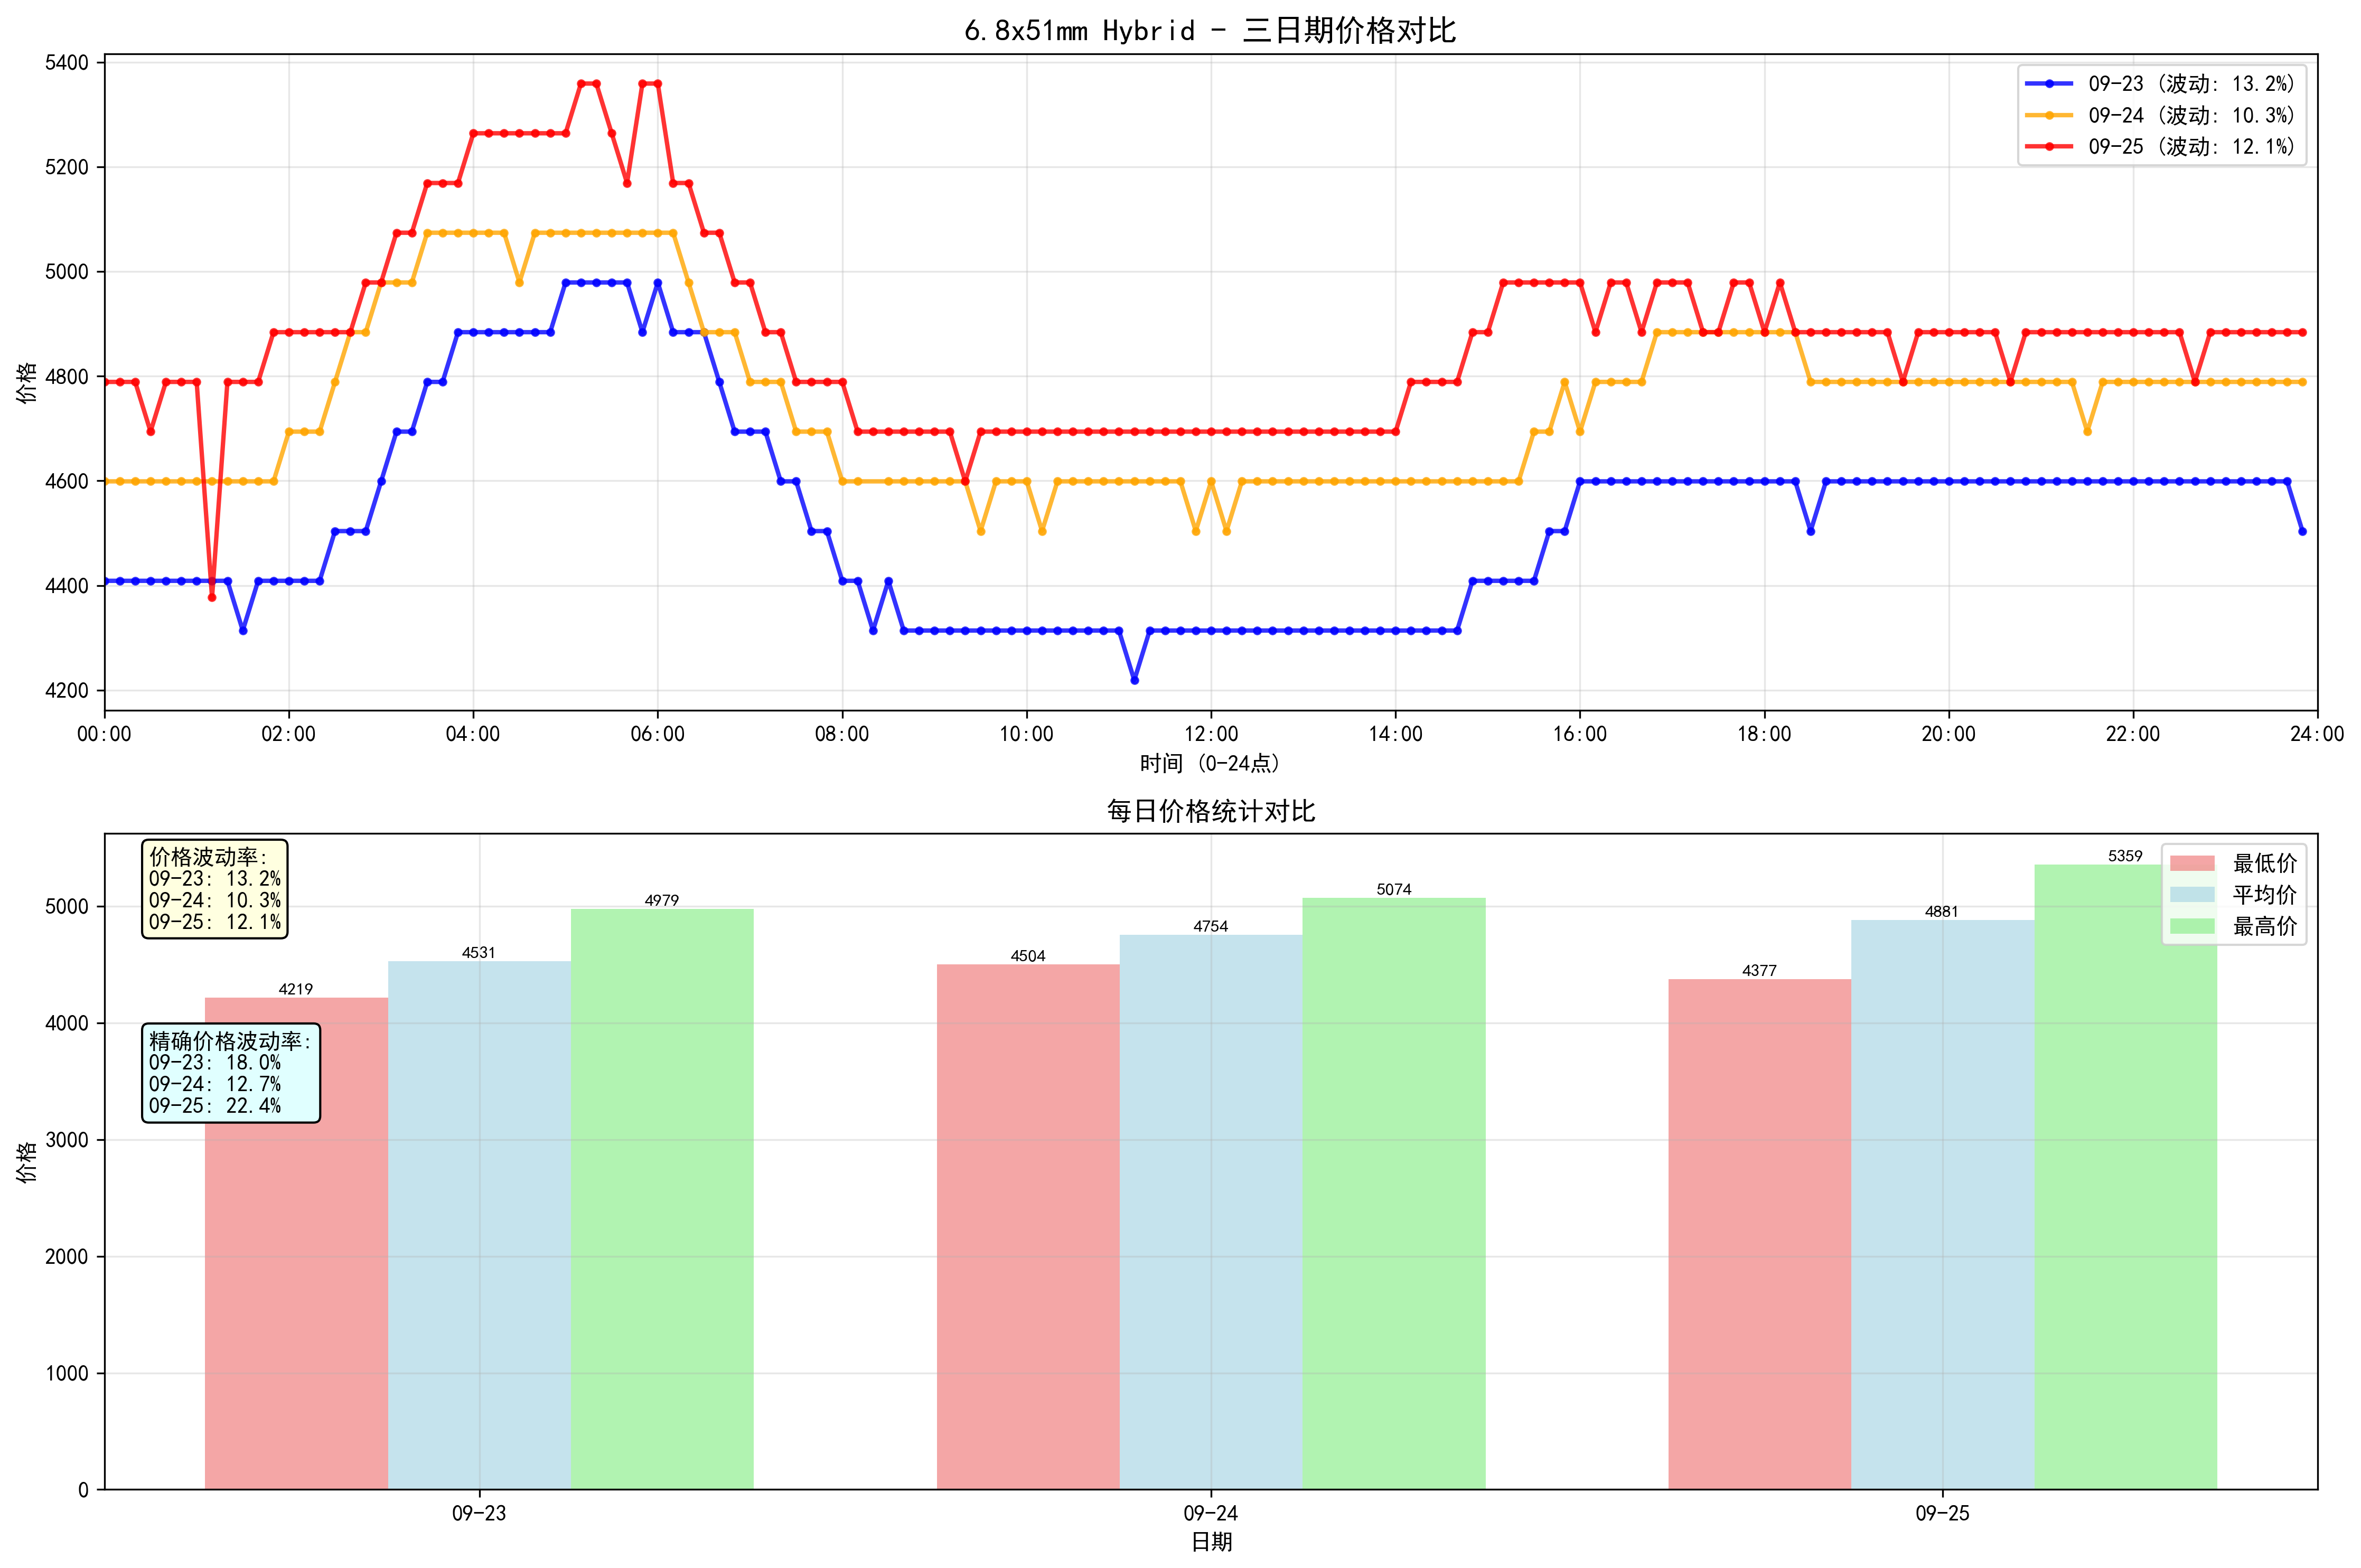 6.8x51mm Hybrid - 三日期价格对比
5400
5200
5000
4800
4600
4400
4200
价格
09-23 (波动: 13.2%)
09-24 (波动: 10.3%)
09-25 (波动: 12.1%)
00:00 02:00 04:00 06:00 08:00 10:00 12:00 14:00 16:00 18:00 20:00 22:00 24:00
时间 (0-24点)
每日价格统计对比
5000
4000
3000
2000
1000
0
价格
价格波动率:
09-23: 13.2%
09-24: 10.3%
09-25: 12.1%
精确价格波动率:
09-23: 18.0%
09-24: 12.7%
09-25: 22.4%
4219 4531 4979
4504 4754 5074
4377 4881 5359
最低价
平均价
最高价
09-23 09-24 09-25
日期